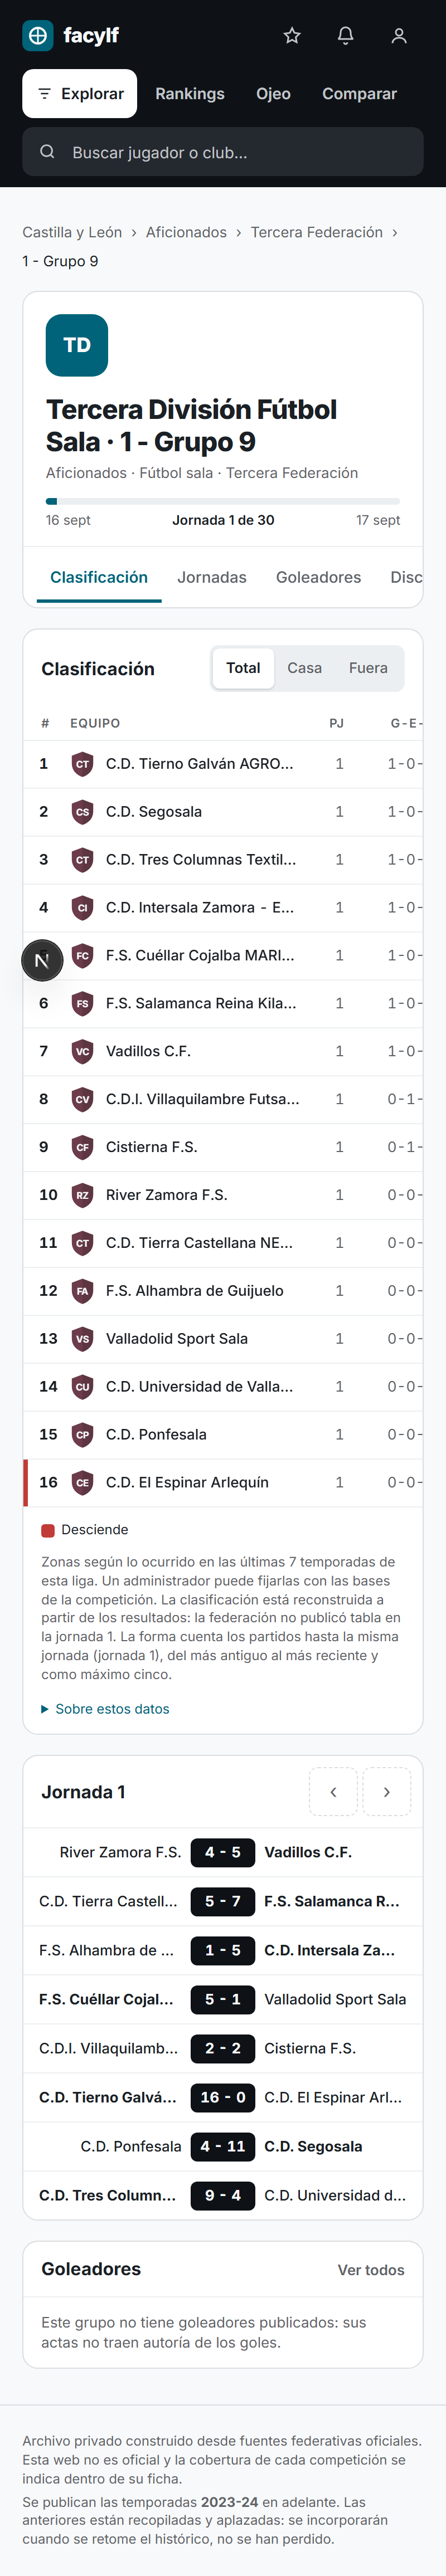 facylf
Explorar Rankings Ojeo Comparar
Buscar jugador o club...
Castilla y León › Aficionados › Tercera Federación ›
1 - Grupo 9
TD
Tercera División Fútbol
Sala · 1 - Grupo 9
Aficionados · Fútbol sala · Tercera Federación
16 sept Jornada 1 de 30 17 sept
Clasificación Jornadas Goleadores Disc
Clasificación Total Casa Fuera
# EQUIPO PJ G-E-
1 CT C.D. Tierno Galván AGRO... 1 1-0-
2 CS C.D. Segosala 1 1-0-
3 CT C.D. Tres Columnas Textil... 1 1-0-
4 CI C.D. Intersala Zamora - E... 1 1-0-
N FC F.S. Cuéllar Cojalba MARI... 1 1-0-
6 FS F.S. Salamanca Reina Kila... 1 1-0-
7 VC Vadillos C.F. 1 1-0-
8 CV C.D.I. Villaquilambre Futsa... 1 0-1-
9 CF Cistierna F.S. 1 0-1-
10 RZ River Zamora F.S. 1 0-0-
11 CT C.D. Tierra Castellana NE... 1 0-0-
12 FA F.S. Alhambra de Guijuelo 1 0-0-
13 VS Valladolid Sport Sala 1 0-0-
14 CU C.D. Universidad de Valla... 1 0-0-
15 CP C.D. Ponfesala 1 0-0-
16 CE C.D. El Espinar Arlequín 1 0-0-
Desciende
Zonas según lo ocurrido en las últimas 7 temporadas de
esta liga. Un administrador puede fijarlas con las bases
de la competición. La clasificación está reconstruida a
partir de los resultados: la federación no publicó tabla en
la jornada 1. La forma cuenta los partidos hasta la misma
jornada (jornada 1), del más antiguo al más reciente y
como máximo cinco.
▶ Sobre estos datos
Jornada 1 ‹ ›
River Zamora F.S. 4 - 5 Vadillos C.F.
C.D. Tierra Castell... 5 - 7 F.S. Salamanca R...
F.S. Alhambra de ... 1 - 5 C.D. Intersala Za...
F.S. Cuéllar Cojal... 5 - 1 Valladolid Sport Sala
C.D.I. Villaquilamb... 2 - 2 Cistierna F.S.
C.D. Tierno Galvá... 16 - 0 C.D. El Espinar Arl...
C.D. Ponfesala 4 - 11 C.D. Segosala
C.D. Tres Column... 9 - 4 C.D. Universidad d...
Goleadores Ver todos
Este grupo no tiene goleadores publicados: sus
actas no traen autoría de los goles.
Archivo privado construido desde fuentes federativas oficiales.
Esta web no es oficial y la cobertura de cada competición se
indica dentro de su ficha.
Se publican las temporadas 2023-24 en adelante. Las
anteriores están recopiladas y aplazadas: se incorporarán
cuando se retome el histórico, no se han perdido.